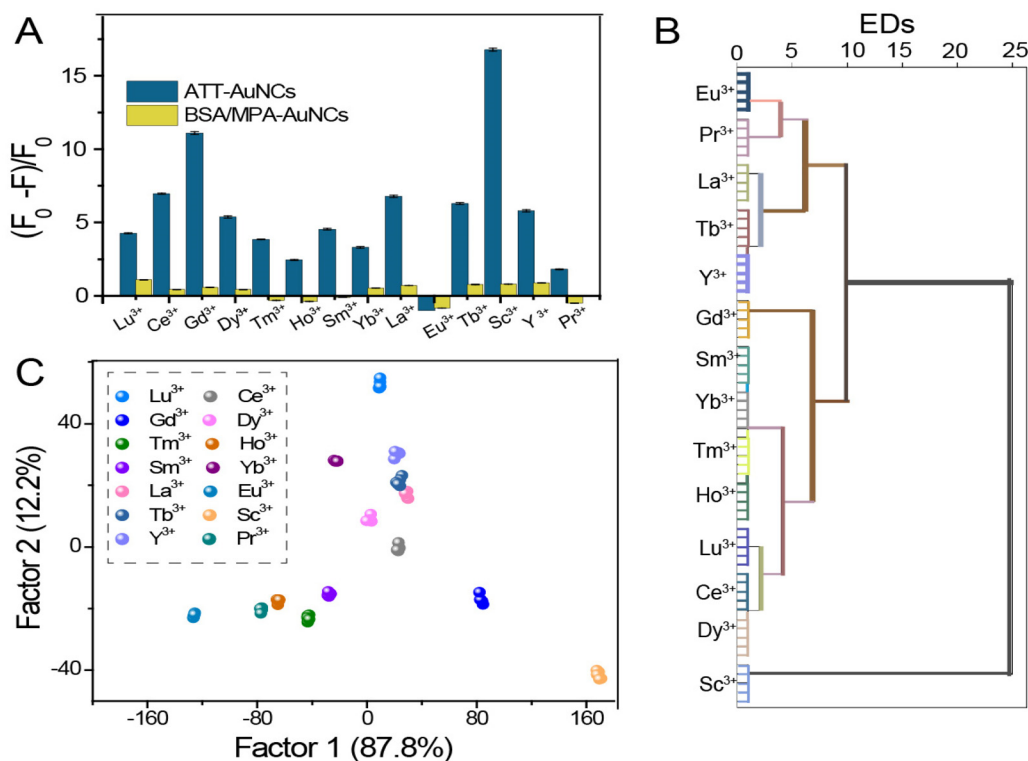 A
(F₀ -F)/F₀
15
10
5
0
ATT-AuNCs
BSA/MPA-AuNCs
Lu³⁺ Ce³⁺ Gd³⁺ Dy³⁺ Tm³⁺ Ho³⁺ Sm³⁺ Yb³⁺ La³⁺ Eu³⁺ Tb³⁺ Sc³⁺ Y³⁺ Pr³⁺
B
EDs
0 5 10 15 20 25
Eu³⁺
Pr³⁺
La³⁺
Tb³⁺
Y³⁺
Gd³⁺
Sm³⁺
Yb³⁺
Tm³⁺
Ho³⁺
Lu³⁺
Ce³⁺
Dy³⁺
Sc³⁺
C
Factor 2 (12.2%)
40
0
-40
Lu³⁺ Ce³⁺
Gd³⁺ Dy³⁺
Tm³⁺ Ho³⁺
Sm³⁺ Yb³⁺
La³⁺ Eu³⁺
Tb³⁺ Sc³⁺
Y³⁺ Pr³⁺
-160 -80 0 80 160
Factor 1 (87.8%)